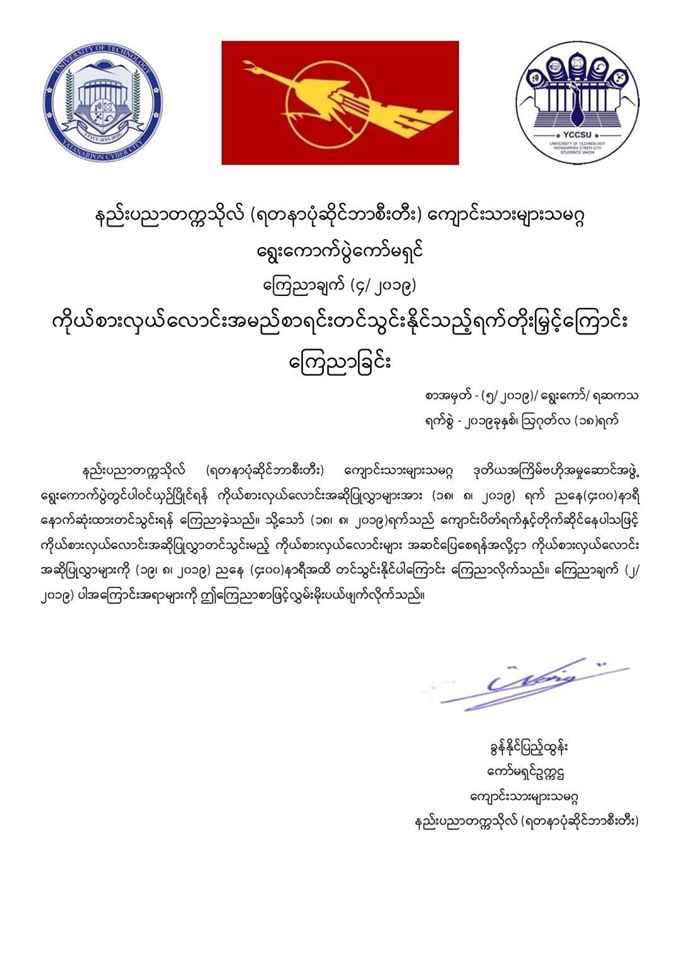 UNIVERSITY OF TECHNOLOGY
YATANARPON CYBER CITY
YCCSU
UNIVERSITY OF TECHNOLOGY
YATANARPON CYBER CITY
STUDENTS' UNION
နည်းပညာတက္ကသိုလ် (ရတနာပုံဆိုင်ဘာစီးတီး) ကျောင်းသားများသမဂ္ဂ
ရွေးကောက်ပွဲကော်မရှင်
ကြေညာချက် (၄/၂၀၁၉)
ကိုယ်စားလှယ်လောင်းအမည်စာရင်းတင်သွင်းနိုင်သည့်ရက်တိုးမြှင့်ကြောင်း
ကြေညာခြင်း
စာအမှတ် - (၅/၂၀၁၉)/ ရွေးကော်/ ရဆကသ
ရက်စွဲ - ၂၀၁၉ခုနှစ်၊ ဩဂုတ်လ (၁၈)ရက်
နည်းပညာတက္ကသိုလ် (ရတနာပုံဆိုင်ဘာစီးတီး) ကျောင်းသားများသမဂ္ဂ ဒုတိယအကြိမ်ဗဟိုအမှုဆောင်အဖွဲ့
ရွေးကောက်ပွဲတွင်ပါဝင်ယှဉ်ပြိုင်ရန် ကိုယ်စားလှယ်လောင်းအဆိုပြုလွှာများအား (၁၈၊ ၈၊ ၂၀၁၉) ရက် ညနေ(၄း၀၀)နာရီ
နောက်ဆုံးထားတင်သွင်းရန် ကြေညာခဲ့သည်။ သို့သော် (၁၈၊ ၈၊ ၂၀၁၉)ရက်သည် ကျောင်းပိတ်ရက်နှင့်တိုက်ဆိုင်နေပါသဖြင့်
ကိုယ်စားလှယ်လောင်းအဆိုပြုလွှာတင်သွင်းမည့် ကိုယ်စားလှယ်လောင်းများ အဆင်ပြေစေရန်အလို့ငှာ ကိုယ်စားလှယ်လောင်း
အဆိုပြုလွှာများကို (၁၉၊ ၈၊ ၂၀၁၉) ညနေ (၄း၀၀)နာရီအထိ တင်သွင်းနိုင်ပါကြောင်း ကြေညာလိုက်သည်။ ကြေညာချက် (၂/
၂၀၁၉) ပါအကြောင်းအရာများကို ဤကြေညာစာဖြင့်လွှမ်းမိုးပယ်ဖျက်လိုက်သည်။
ခွန်နိုင်ပြည့်ထွန်း
ကော်မရှင်ဥက္ကဋ္ဌ
ကျောင်းသားများသမဂ္ဂ
နည်းပညာတက္ကသိုလ် (ရတနာပုံဆိုင်ဘာစီးတီး)